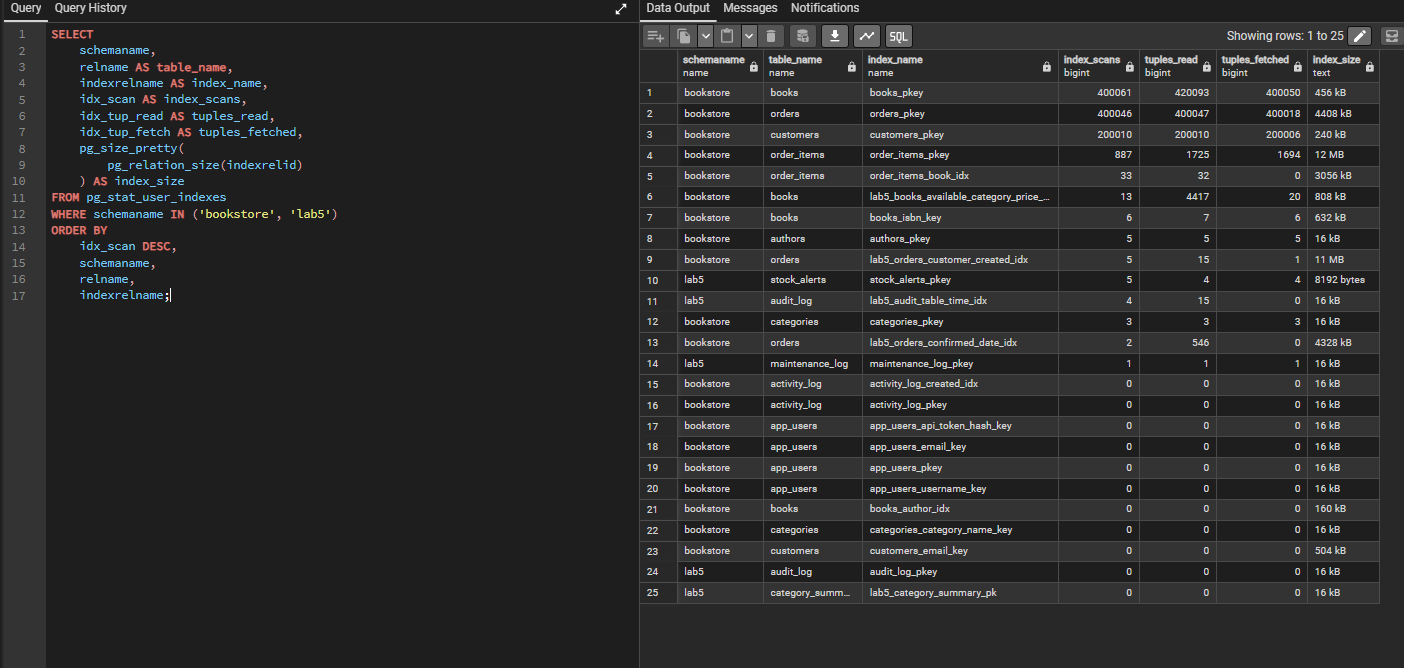 Query Query History
1 SELECT
2 schemaname,
3 relname AS table_name,
4 indexrelname AS index_name,
5 idx_scan AS index_scans,
6 idx_tup_read AS tuples_read,
7 idx_tup_fetch AS tuples_fetched,
8 pg_size_pretty(
9 pg_relation_size(indexrelid)
10 ) AS index_size
11 FROM pg_stat_user_indexes
12 WHERE schemaname IN ('bookstore', 'lab5')
13 ORDER BY
14 idx_scan DESC,
15 schemaname,
16 relname,
17 indexrelname;
Data Output Messages Notifications
SQL Showing rows: 1 to 25
schemaname table_name index_name index_scans tuples_read tuples_fetched index_size
name name name bigint bigint bigint text
1 bookstore books books_pkey 400061 420093 400050 456 kB
2 bookstore orders orders_pkey 400046 400047 400018 4408 kB
3 bookstore customers customers_pkey 200010 200010 200006 240 kB
4 bookstore order_items order_items_pkey 887 1725 1694 12 MB
5 bookstore order_items order_items_book_idx 33 32 0 3056 kB
6 bookstore books lab5_books_available_category_price_... 13 4417 20 808 kB
7 bookstore books books_isbn_key 6 7 6 632 kB
8 bookstore authors authors_pkey 5 5 5 16 kB
9 bookstore orders lab5_orders_customer_created_idx 5 15 1 11 MB
10 lab5 stock_alerts stock_alerts_pkey 5 4 4 8192 bytes
11 lab5 audit_log lab5_audit_table_time_idx 4 15 0 16 kB
12 bookstore categories categories_pkey 3 3 3 16 kB
13 bookstore orders lab5_orders_confirmed_date_idx 2 546 0 4328 kB
14 lab5 maintenance_log maintenance_log_pkey 1 1 1 16 kB
15 bookstore activity_log activity_log_created_idx 0 0 0 16 kB
16 bookstore activity_log activity_log_pkey 0 0 0 16 kB
17 bookstore app_users app_users_api_token_hash_key 0 0 0 16 kB
18 bookstore app_users app_users_email_key 0 0 0 16 kB
19 bookstore app_users app_users_pkey 0 0 0 16 kB
20 bookstore app_users app_users_username_key 0 0 0 16 kB
21 bookstore books books_author_idx 0 0 0 160 kB
22 bookstore categories categories_category_name_key 0 0 0 16 kB
23 bookstore customers customers_email_key 0 0 0 504 kB
24 lab5 audit_log audit_log_pkey 0 0 0 16 kB
25 lab5 category_summ... lab5_category_summary_pk 0 0 0 16 kB